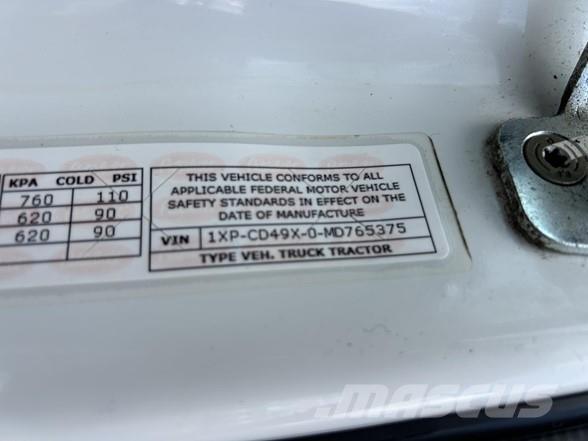 KPA COLD PSI
760 110
620 90
620 90
THIS VEHICLE CONFORMS TO ALL
APPLICABLE FEDERAL MOTOR VEHICLE
SAFETY STANDARDS IN EFFECT ON THE
DATE OF MANUFACTURE
VIN 1XP-CD49X-0-MD765375
TYPE VEH. TRUCK TRACTOR
MASCUS